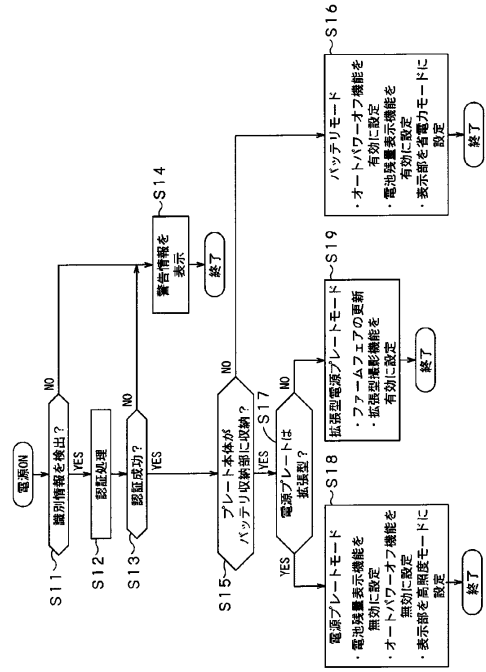 電源ON
S11
識別情報を検出?
NO
YES
S12
認証処理
S13
認証成功?
NO
YES
S14
警告情報を
表示
終了
S15
プレート本体が
バッテリ収納部に収納?
NO
YES
S17
電源プレートは
拡張型?
YES
NO
S18
電源プレートモード
・電池残量表示機能を
無効に設定
・オートパワーオフ機能を
無効に設定
・表示部を高照度モードに
設定
終了
S19
拡張型電源プレートモード
・ファームフェアの更新
・拡張型撮影機能を
有効に設定
終了
S16
バッテリモード
・オートパワーオフ機能を
有効に設定
・電池残量表示機能を
有効に設定
・表示部を省電力モードに
設定
終了